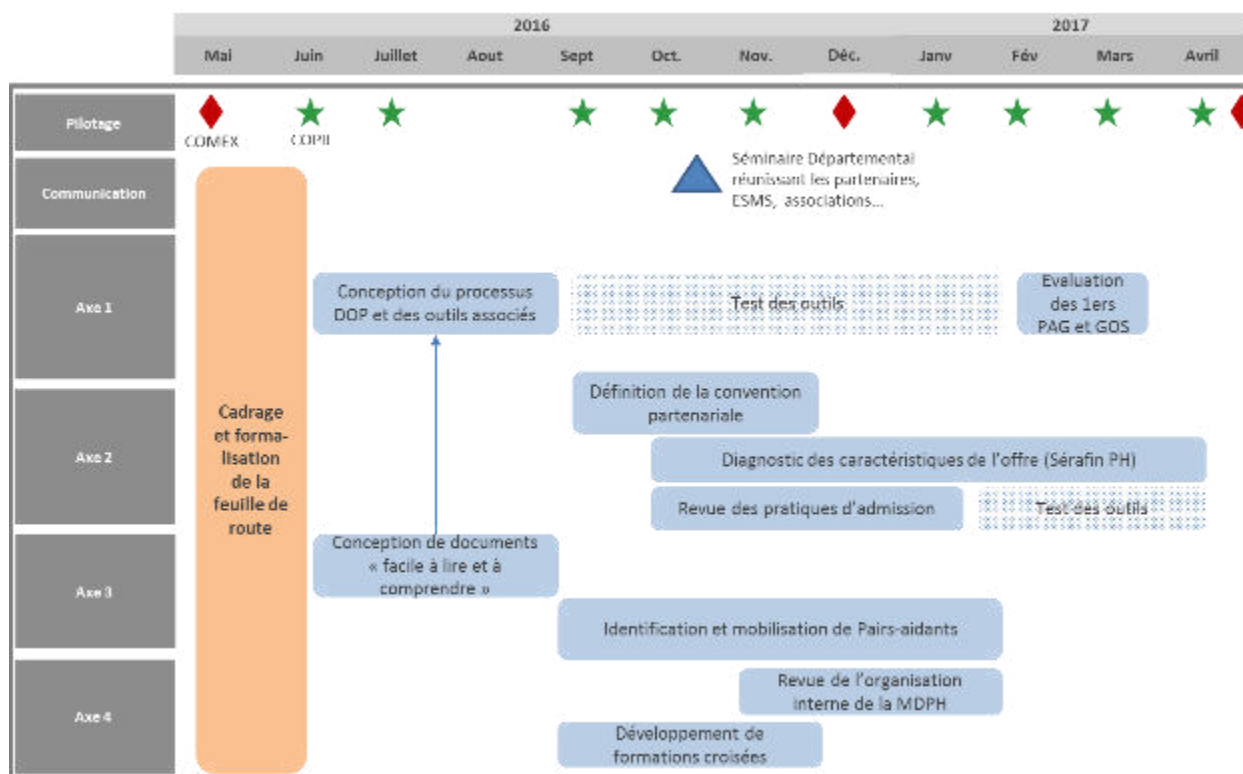 2016
2017
Mai
Juin
Juillet
Aout
Sept
Oct.
Nov.
Déc.
Janv
Fév
Mars
Avril
Pilotage
COMEX
COPIL
Communication
Séminaire Départemental
réunissant les partenaires,
ESMS, associations...
Axe 1
Conception du processus
DOP et des outils associés
Test des outils
Evaluation
des 1ers
PAG et GOS
Cadrage
et forma-
lisation
de la
feuille de
route
Axe 2
Définition de la convention
partenariale
Diagnostic des caractéristiques de l’offre (Sérafin PH)
Revue des pratiques d’admission
Test des outils
Axe 3
Conception de documents
« facile à lire et à
comprendre »
Identification et mobilisation de Pairs-aidants
Axe 4
Revue de l’organisation
interne de la MDPH
Développement de
formations croisées